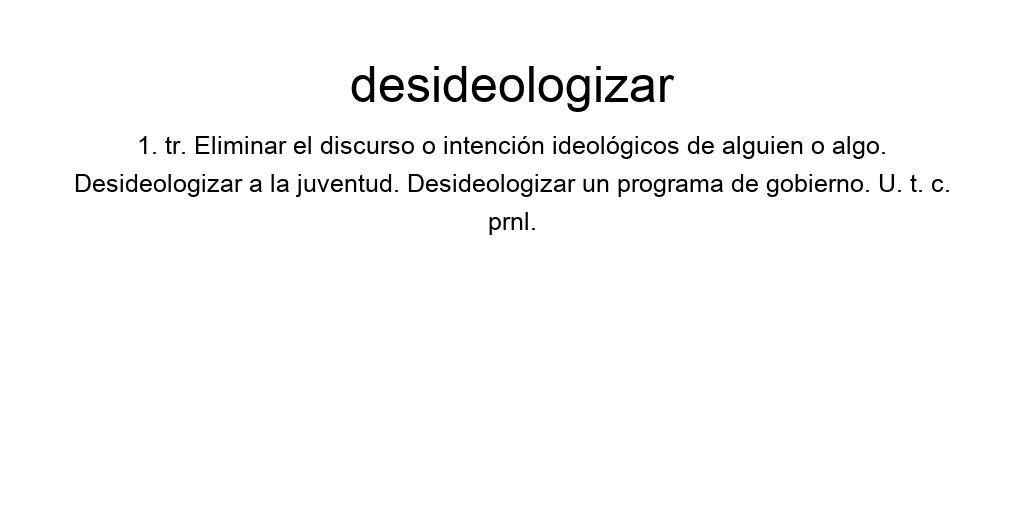 desideologizar
1. tr. Eliminar el discurso o intención ideológicos de alguien o algo.
Desideologizar a la juventud. Desideologizar un programa de gobierno. U. t. c.
prnl.